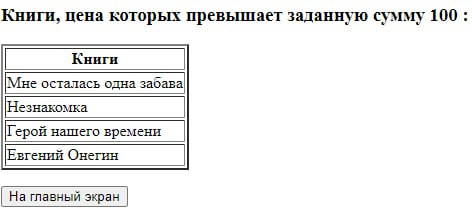 Книги, цена которых превышает заданную сумму 100 :
Книги
Мне осталась одна забава
Незнакомка
Герой нашего времени
Евгений Онегин
На главный экран